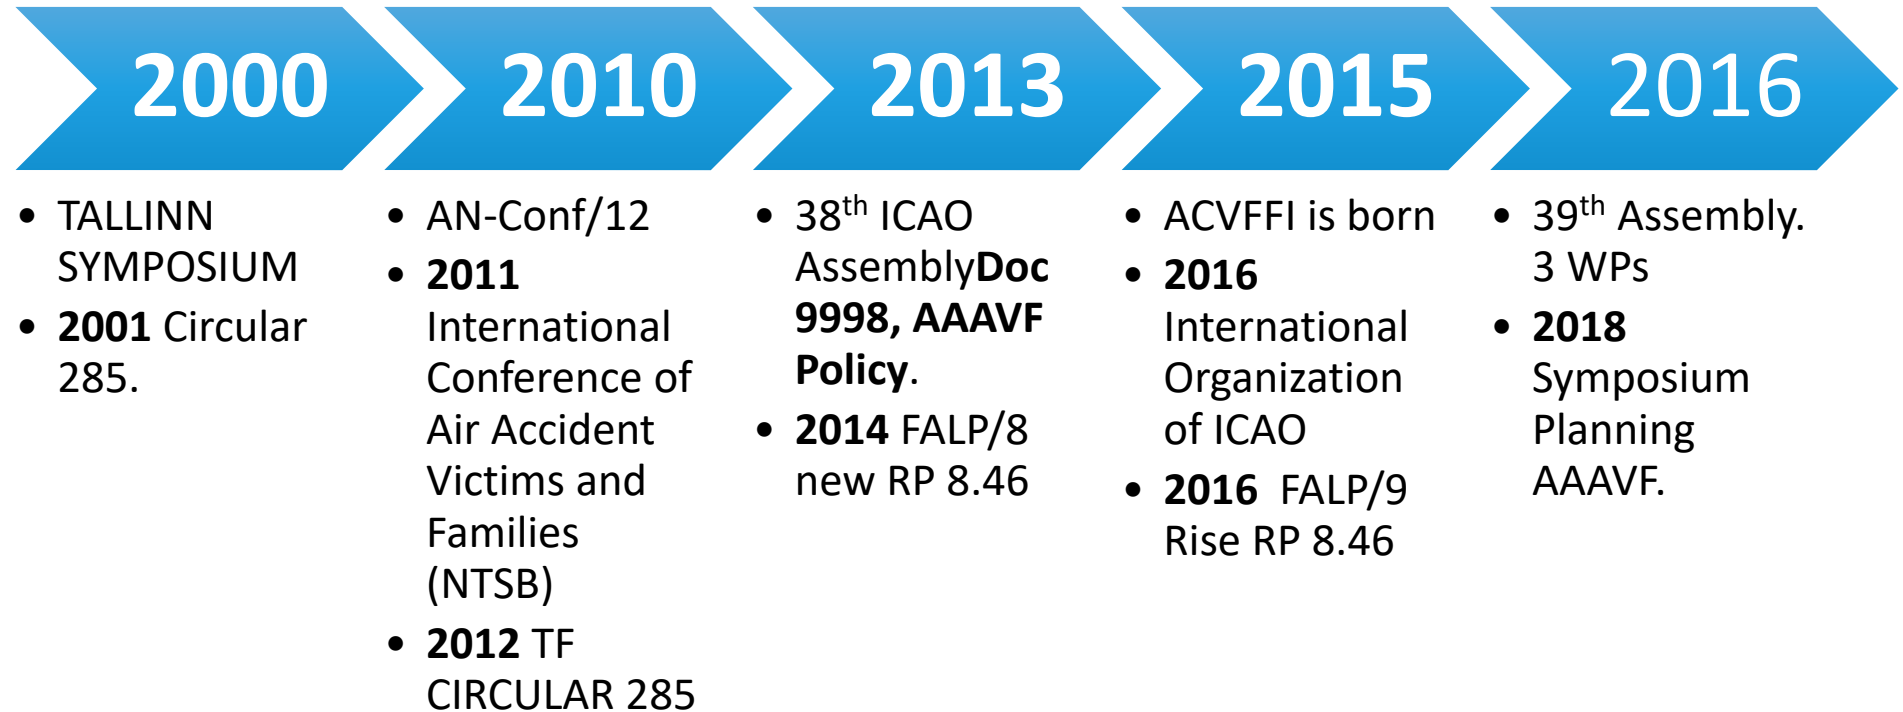 2000
• TALLINN
SYMPOSIUM
• 2001 Circular
285.
2010
• AN-Conf/12
• 2011
International
Conference of
Air Accident
Victims and
Families
(NTSB)
• 2012 TF
CIRCULAR 285
2013
• 38th ICAO
AssemblyDoc
9998, AAAVF
Policy.
• 2014 FALP/8
new RP 8.46
2015
• ACVFFI is born
• 2016
International
Organization
of ICAO
• 2016 FALP/9
Rise RP 8.46
2016
• 39th Assembly.
3 WPs
• 2018
Symposium
Planning
AAAVF.